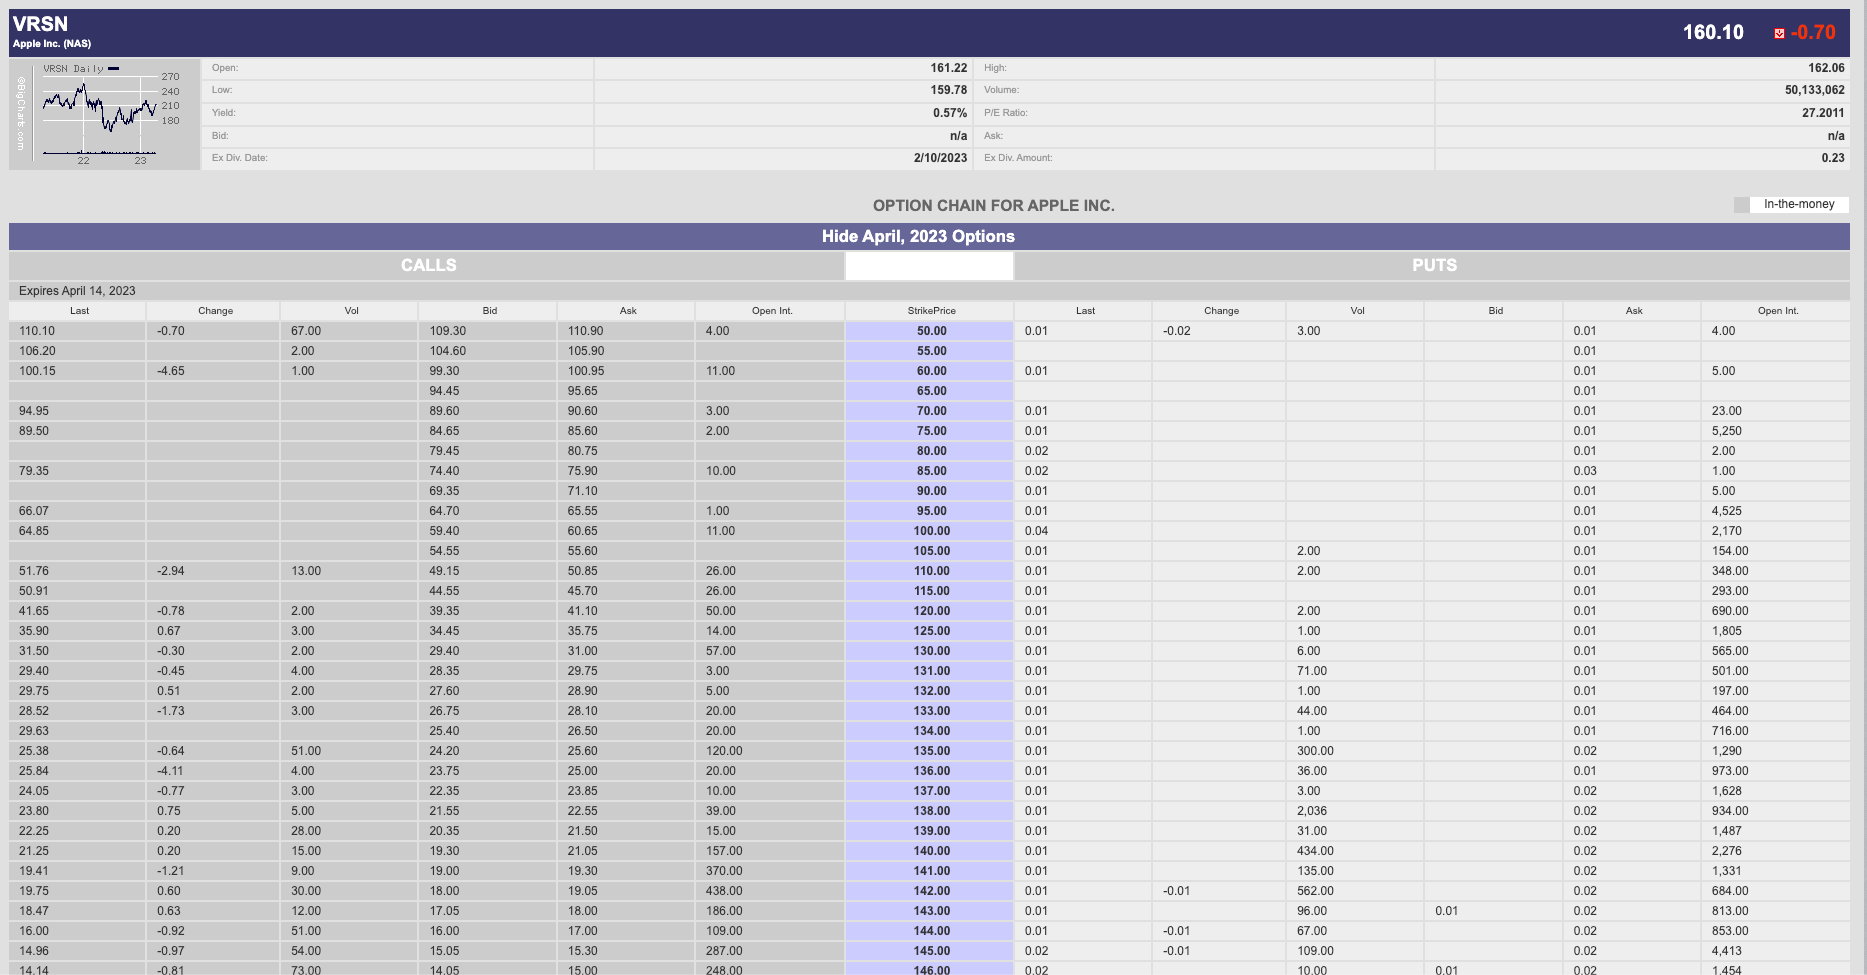 VRSN
Apple Inc. (NAS)
160.10 -0.70
©BigCharts.com
VRSN Daily
270
240
210
180
22 23
Open: 161.22 High: 162.06
Low: 159.78 Volume: 50,133,062
Yield: 0.57% P/E Ratio: 27.2011
Bid: n/a Ask: n/a
Ex Div. Date: 2/10/2023 Ex Div. Amount: 0.23
OPTION CHAIN FOR APPLE INC.
In-the-money
Hide April, 2023 Options
CALLS PUTS
Expires April 14, 2023
Last Change Vol Bid Ask Open Int. StrikePrice Last Change Vol Bid Ask Open Int.
110.10 -0.70 67.00 109.30 110.90 4.00 50.00 0.01 -0.02 3.00 0.01 4.00
106.20 2.00 104.60 105.90 55.00 0.01
100.15 -4.65 1.00 99.30 100.95 11.00 60.00 0.01 0.01 5.00
94.45 95.65 65.00 0.01
94.95 89.60 90.60 3.00 70.00 0.01 0.01 23.00
89.50 84.65 85.60 2.00 75.00 0.01 0.01 5,250
79.45 80.75 80.00 0.02 0.01 2.00
79.35 74.40 75.90 10.00 85.00 0.02 0.03 1.00
69.35 71.10 90.00 0.01 0.01 5.00
66.07 64.70 65.55 1.00 95.00 0.01 0.01 4,525
64.85 59.40 60.65 11.00 100.00 0.04 0.01 2,170
54.55 55.60 105.00 0.01 2.00 0.01 154.00
51.76 -2.94 13.00 49.15 50.85 26.00 110.00 0.01 2.00 0.01 348.00
50.91 44.55 45.70 26.00 115.00 0.01 0.01 293.00
41.65 -0.78 2.00 39.35 41.10 50.00 120.00 0.01 2.00 0.01 690.00
35.90 0.67 3.00 34.45 35.75 14.00 125.00 0.01 1.00 0.01 1,805
31.50 -0.30 2.00 29.40 31.00 57.00 130.00 0.01 6.00 0.01 565.00
29.40 -0.45 4.00 28.35 29.75 3.00 131.00 0.01 71.00 0.01 501.00
29.75 0.51 2.00 27.60 28.90 5.00 132.00 0.01 1.00 0.01 197.00
28.52 -1.73 3.00 26.75 28.10 20.00 133.00 0.01 44.00 0.01 464.00
29.63 25.40 26.50 20.00 134.00 0.01 1.00 0.01 716.00
25.38 -0.64 51.00 24.20 25.60 120.00 135.00 0.01 300.00 0.02 1,290
25.84 -4.11 4.00 23.75 25.00 20.00 136.00 0.01 36.00 0.01 973.00
24.05 -0.77 3.00 22.35 23.85 10.00 137.00 0.01 3.00 0.02 1,628
23.80 0.75 5.00 21.55 22.55 39.00 138.00 0.01 2,036 0.02 934.00
22.25 0.20 28.00 20.35 21.50 15.00 139.00 0.01 31.00 0.02 1,487
21.25 0.20 15.00 19.30 21.05 157.00 140.00 0.01 434.00 0.02 2,276
19.41 -1.21 9.00 19.00 19.30 370.00 141.00 0.01 135.00 0.02 1,331
19.75 0.60 30.00 18.00 19.05 438.00 142.00 0.01 -0.01 562.00 0.02 684.00
18.47 0.63 12.00 17.05 18.00 186.00 143.00 0.01 96.00 0.01 0.02 813.00
16.00 -0.92 51.00 16.00 17.00 109.00 144.00 0.01 -0.01 67.00 0.02 853.00
14.96 -0.97 54.00 15.05 15.30 287.00 145.00 0.02 -0.01 109.00 0.02 4,413
14.14 -0.81 73.00 14.05 15.00 248.00 146.00 0.02 10.00 0.01 0.02 1,454